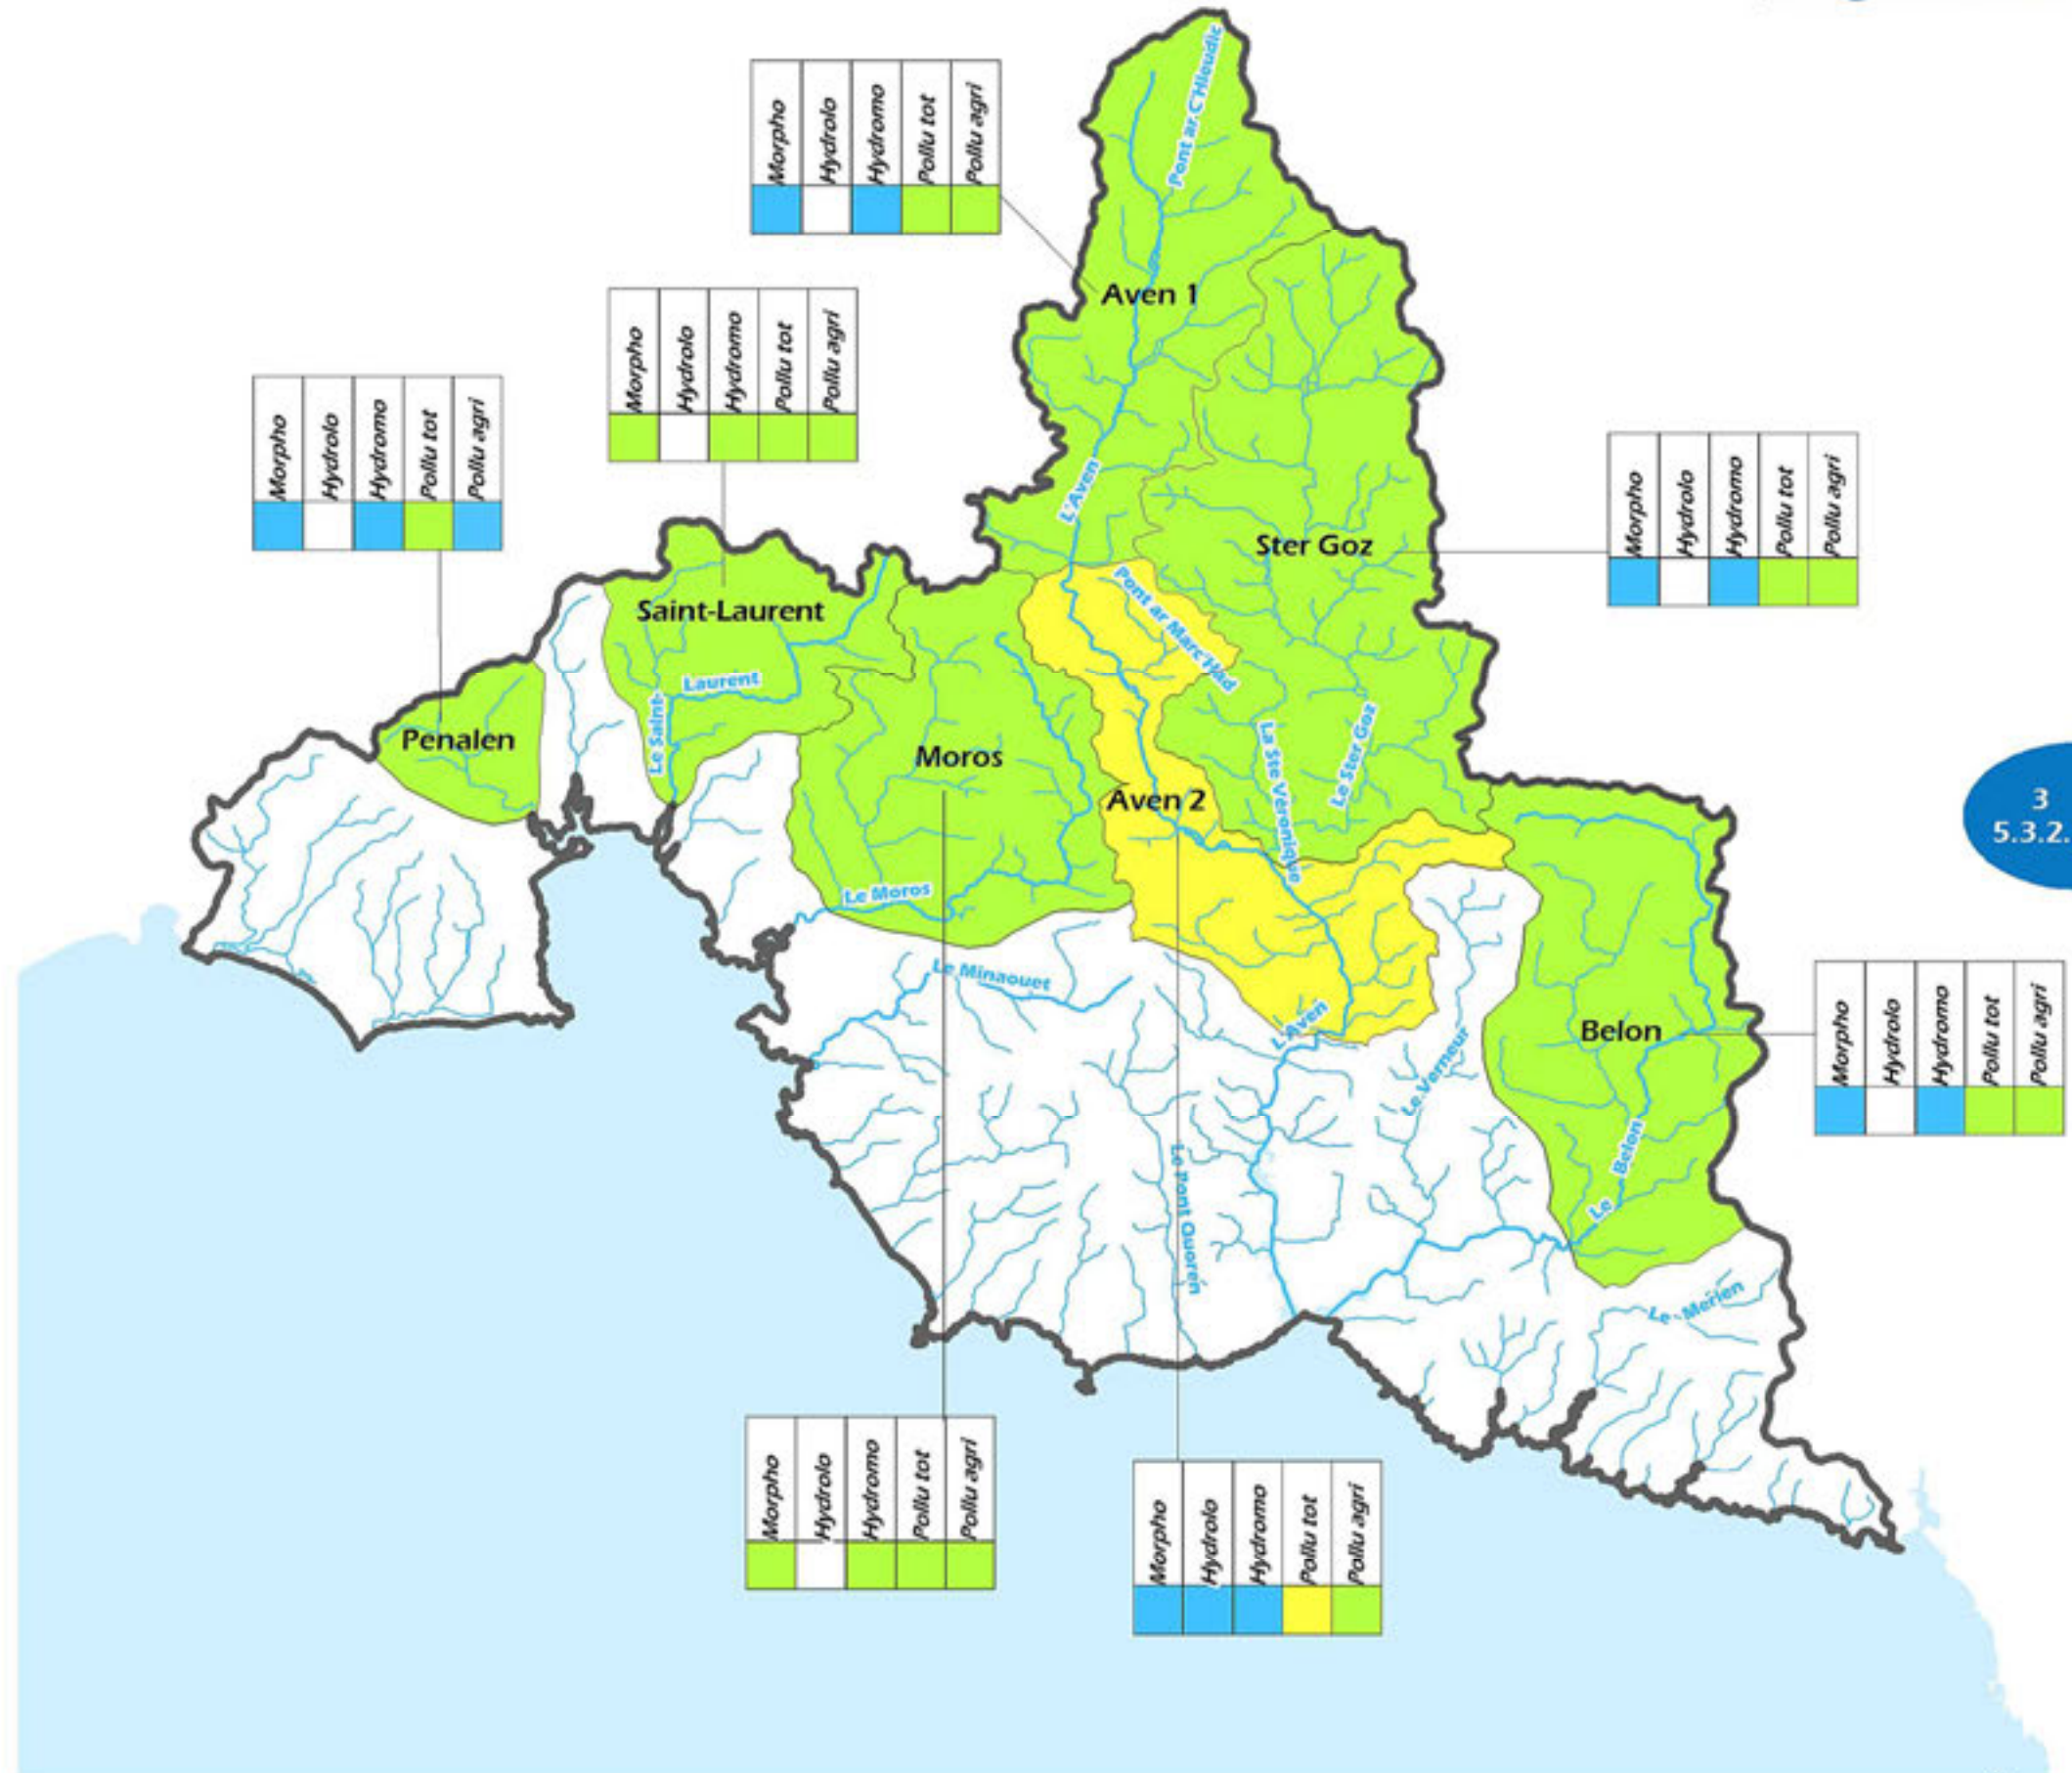 Morpho
Hydrolo
Hydromo
Pollu tot
Pollu agri
Pont ar C'Hleudic
Aven 1
Morpho
Hydrolo
Hydromo
Pollu tot
Pollu agri
Morpho
Hydrolo
Hydromo
Pollu tot
Pollu agri
Morpho
Hydrolo
Hydromo
Pollu tot
Pollu agri
L'Aven
Ster Goz
Saint-Laurent
Pont ar Marc'Had
Laurent
Le Saint-
Penalen
Moros
Aven 2
La Ste Véronique
Le Ster Goz
3
5.3.2.
Le Moros
Le Minaouet
L'Aven
Le Verneur
Belon
Morpho
Hydrolo
Hydromo
Pollu tot
Pollu agri
Le Belon
Le Merien
Morpho
Hydrolo
Hydromo
Pollu tot
Pollu agri
Morpho
Hydrolo
Hydromo
Pollu tot
Pollu agri